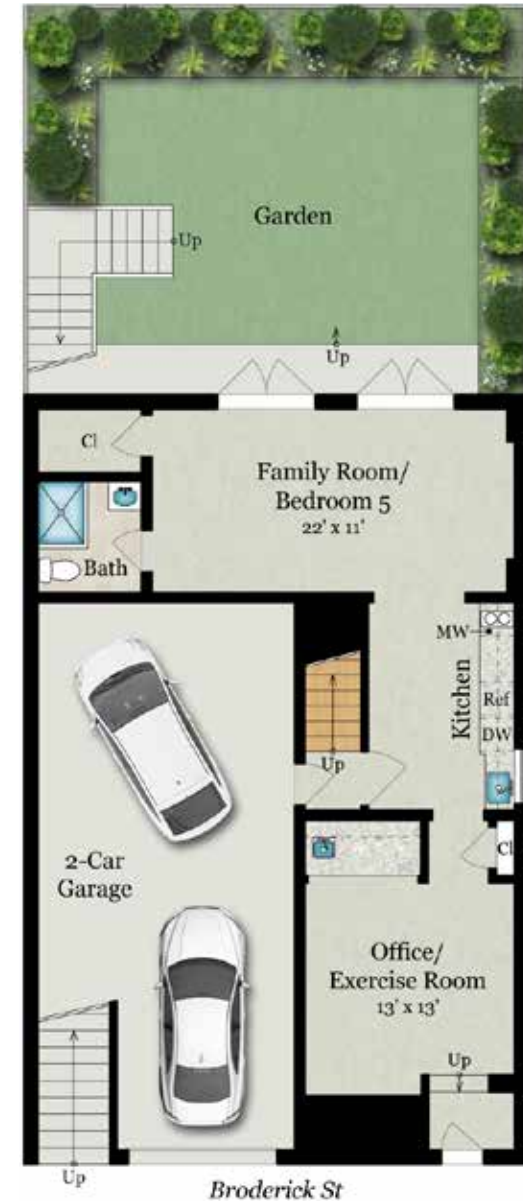 Garden
Up
Up
Cl
Family Room/
Bedroom 5
22' x 11'
Bath
MW
Kitchen
Ref
DW
Up
Cl
2-Car
Garage
Office/
Exercise Room
13' x 13'
Up
Up
Broderick St